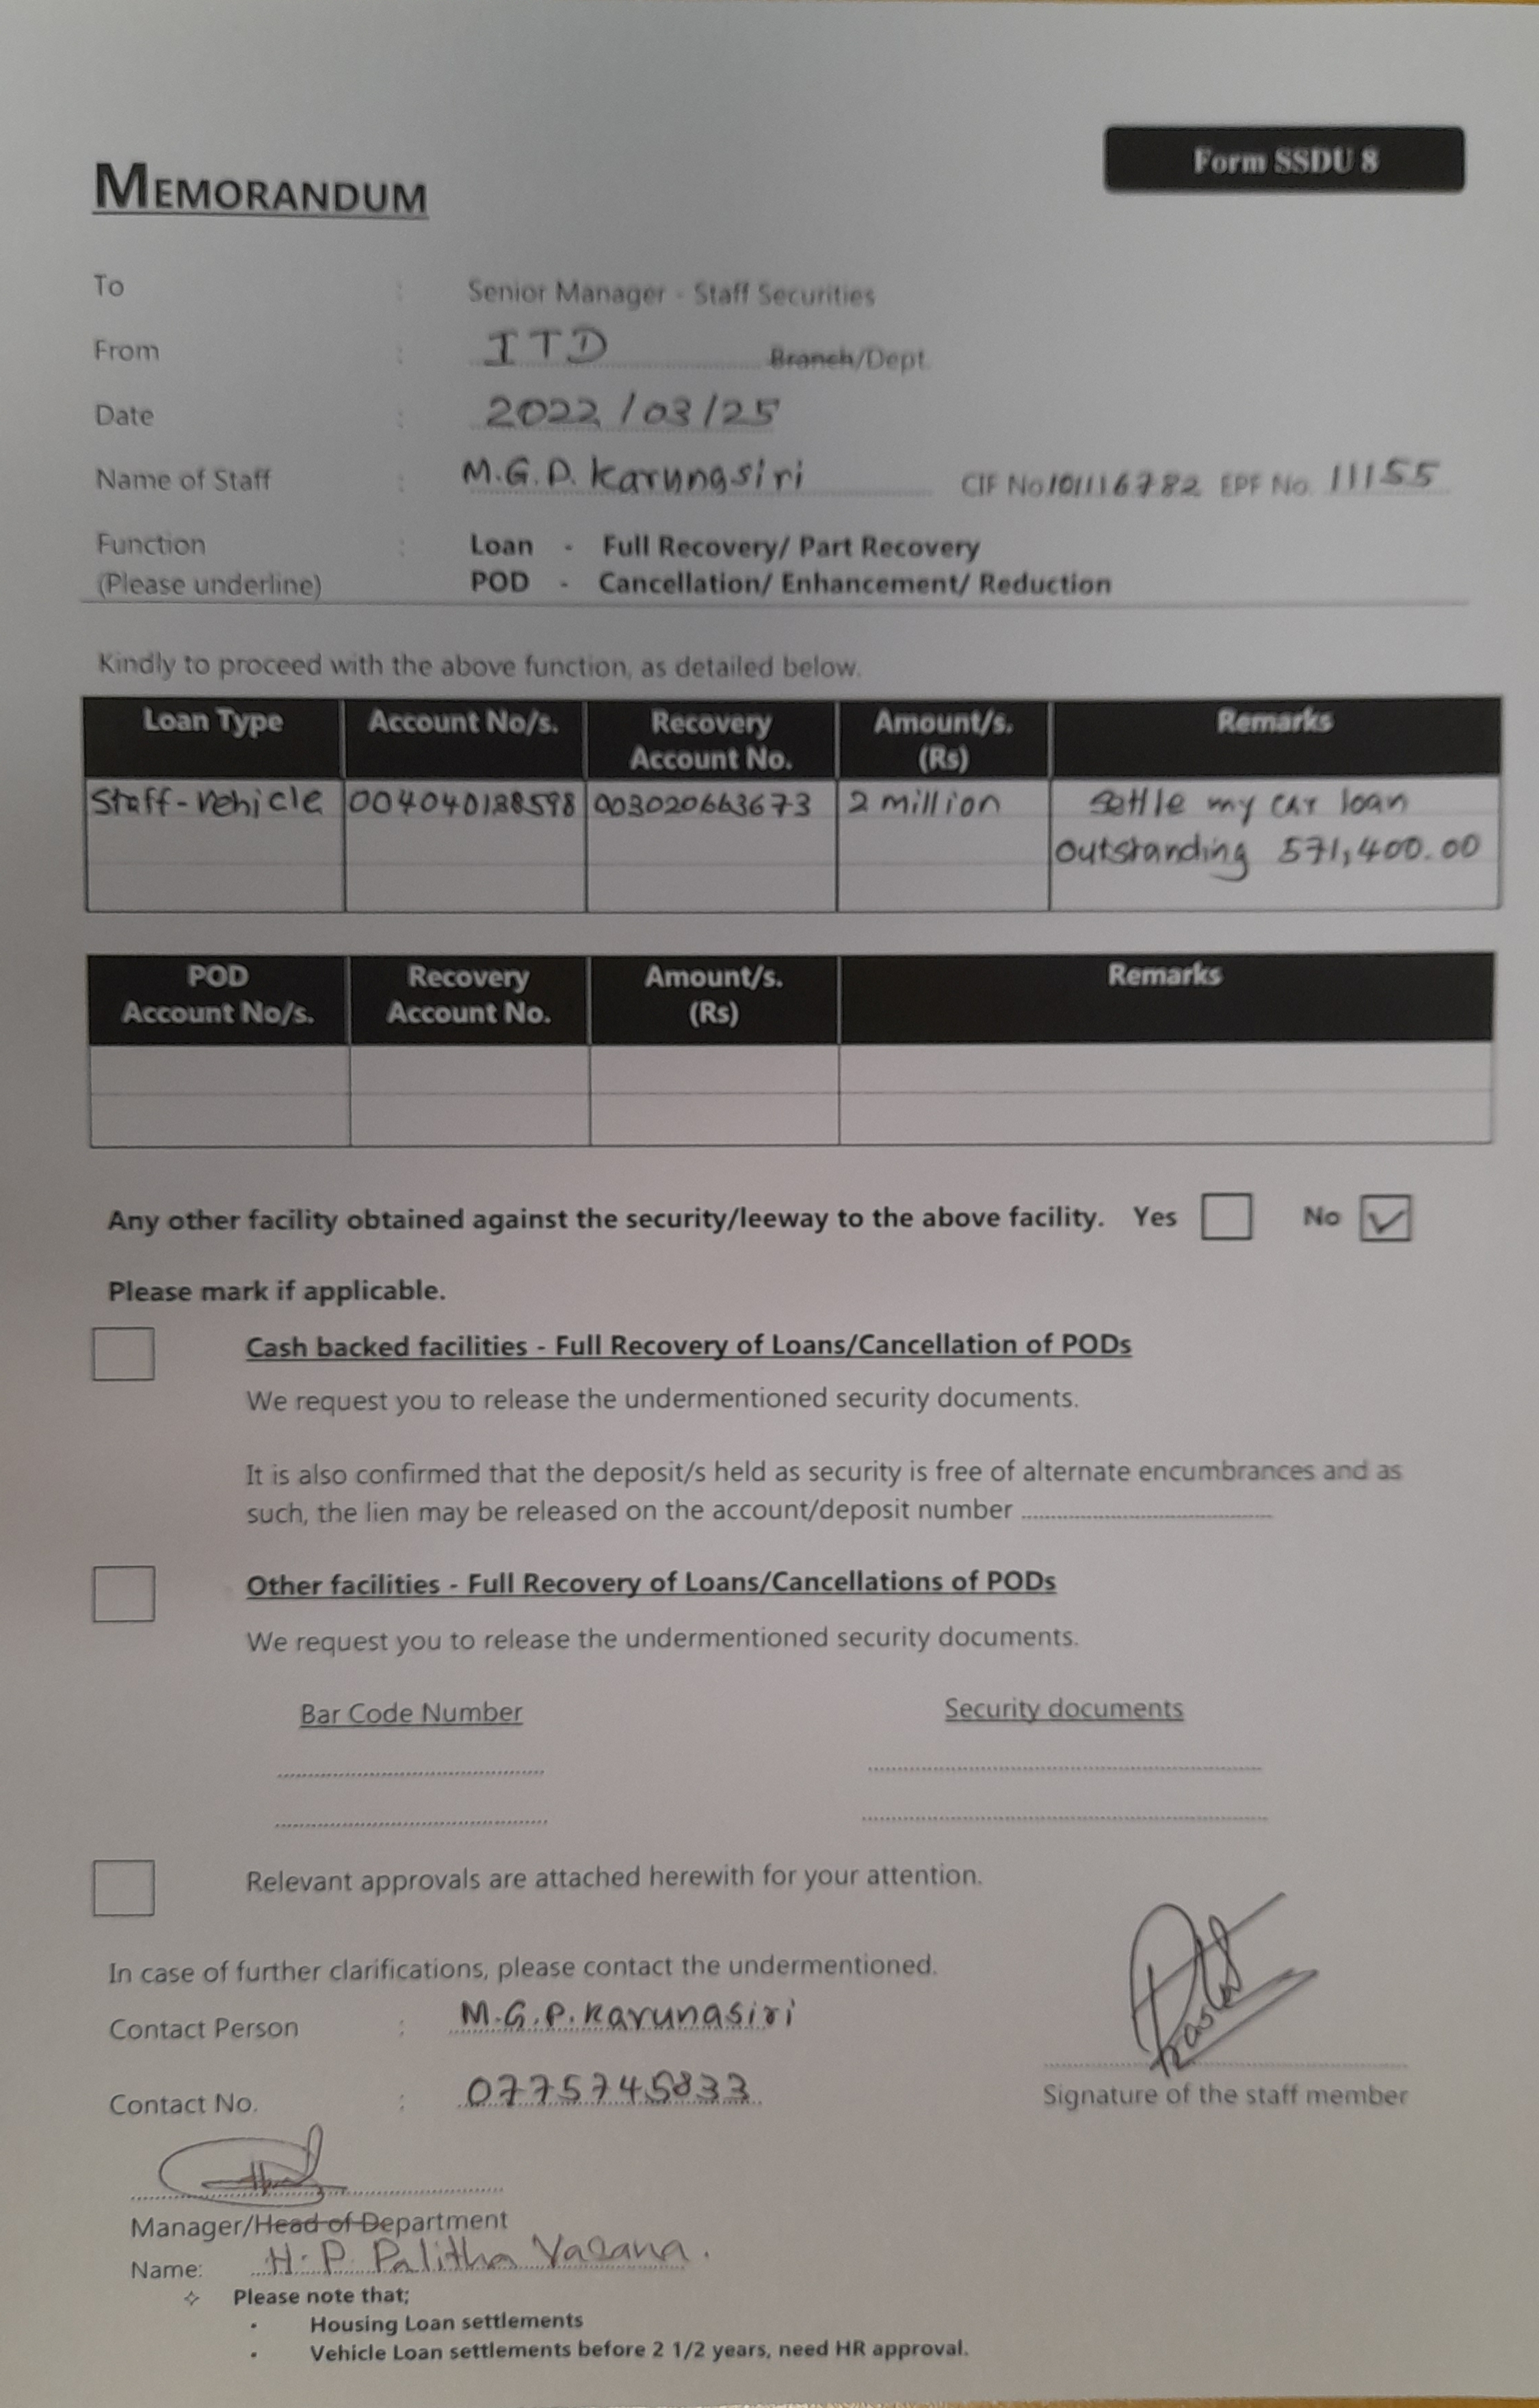 Form SSDU 8
MEMORANDUM
To : Senior Manager - Staff Securities
From : ITD Branch/Dept.
Date : 2022/03/25
Name of Staff : M.G.P. Karunasiri CIF No 101116782 EPF No. 11155
Function : Loan - Full Recovery/ Part Recovery
(Please underline) POD - Cancellation/ Enhancement/ Reduction
Kindly to proceed with the above function, as detailed below.
Loan Type Account No/s. Recovery Account No. Amount/s. (Rs) Remarks
Staff-Vehicle 004040188598 003020663673 2 million settle my car loan
outstanding 571,400.00
POD Account No/s. Recovery Account No. Amount/s. (Rs) Remarks
Any other facility obtained against the security/leeway to the above facility. Yes No ✓
Please mark if applicable.
Cash backed facilities - Full Recovery of Loans/Cancellation of PODs
We request you to release the undermentioned security documents.
It is also confirmed that the deposit/s held as security is free of alternate encumbrances and as
such, the lien may be released on the account/deposit number
Other facilities - Full Recovery of Loans/Cancellations of PODs
We request you to release the undermentioned security documents.
Bar Code Number Security documents
Relevant approvals are attached herewith for your attention.
In case of further clarifications, please contact the undermentioned.
Contact Person : M.G.P. Karunasiri
Contact No. : 0775745833
Signature of the staff member
Manager/Head of Department
Name: H. P. Palitha Yasana.
✧ Please note that;
• Housing Loan settlements
• Vehicle Loan settlements before 2 1/2 years, need HR approval.